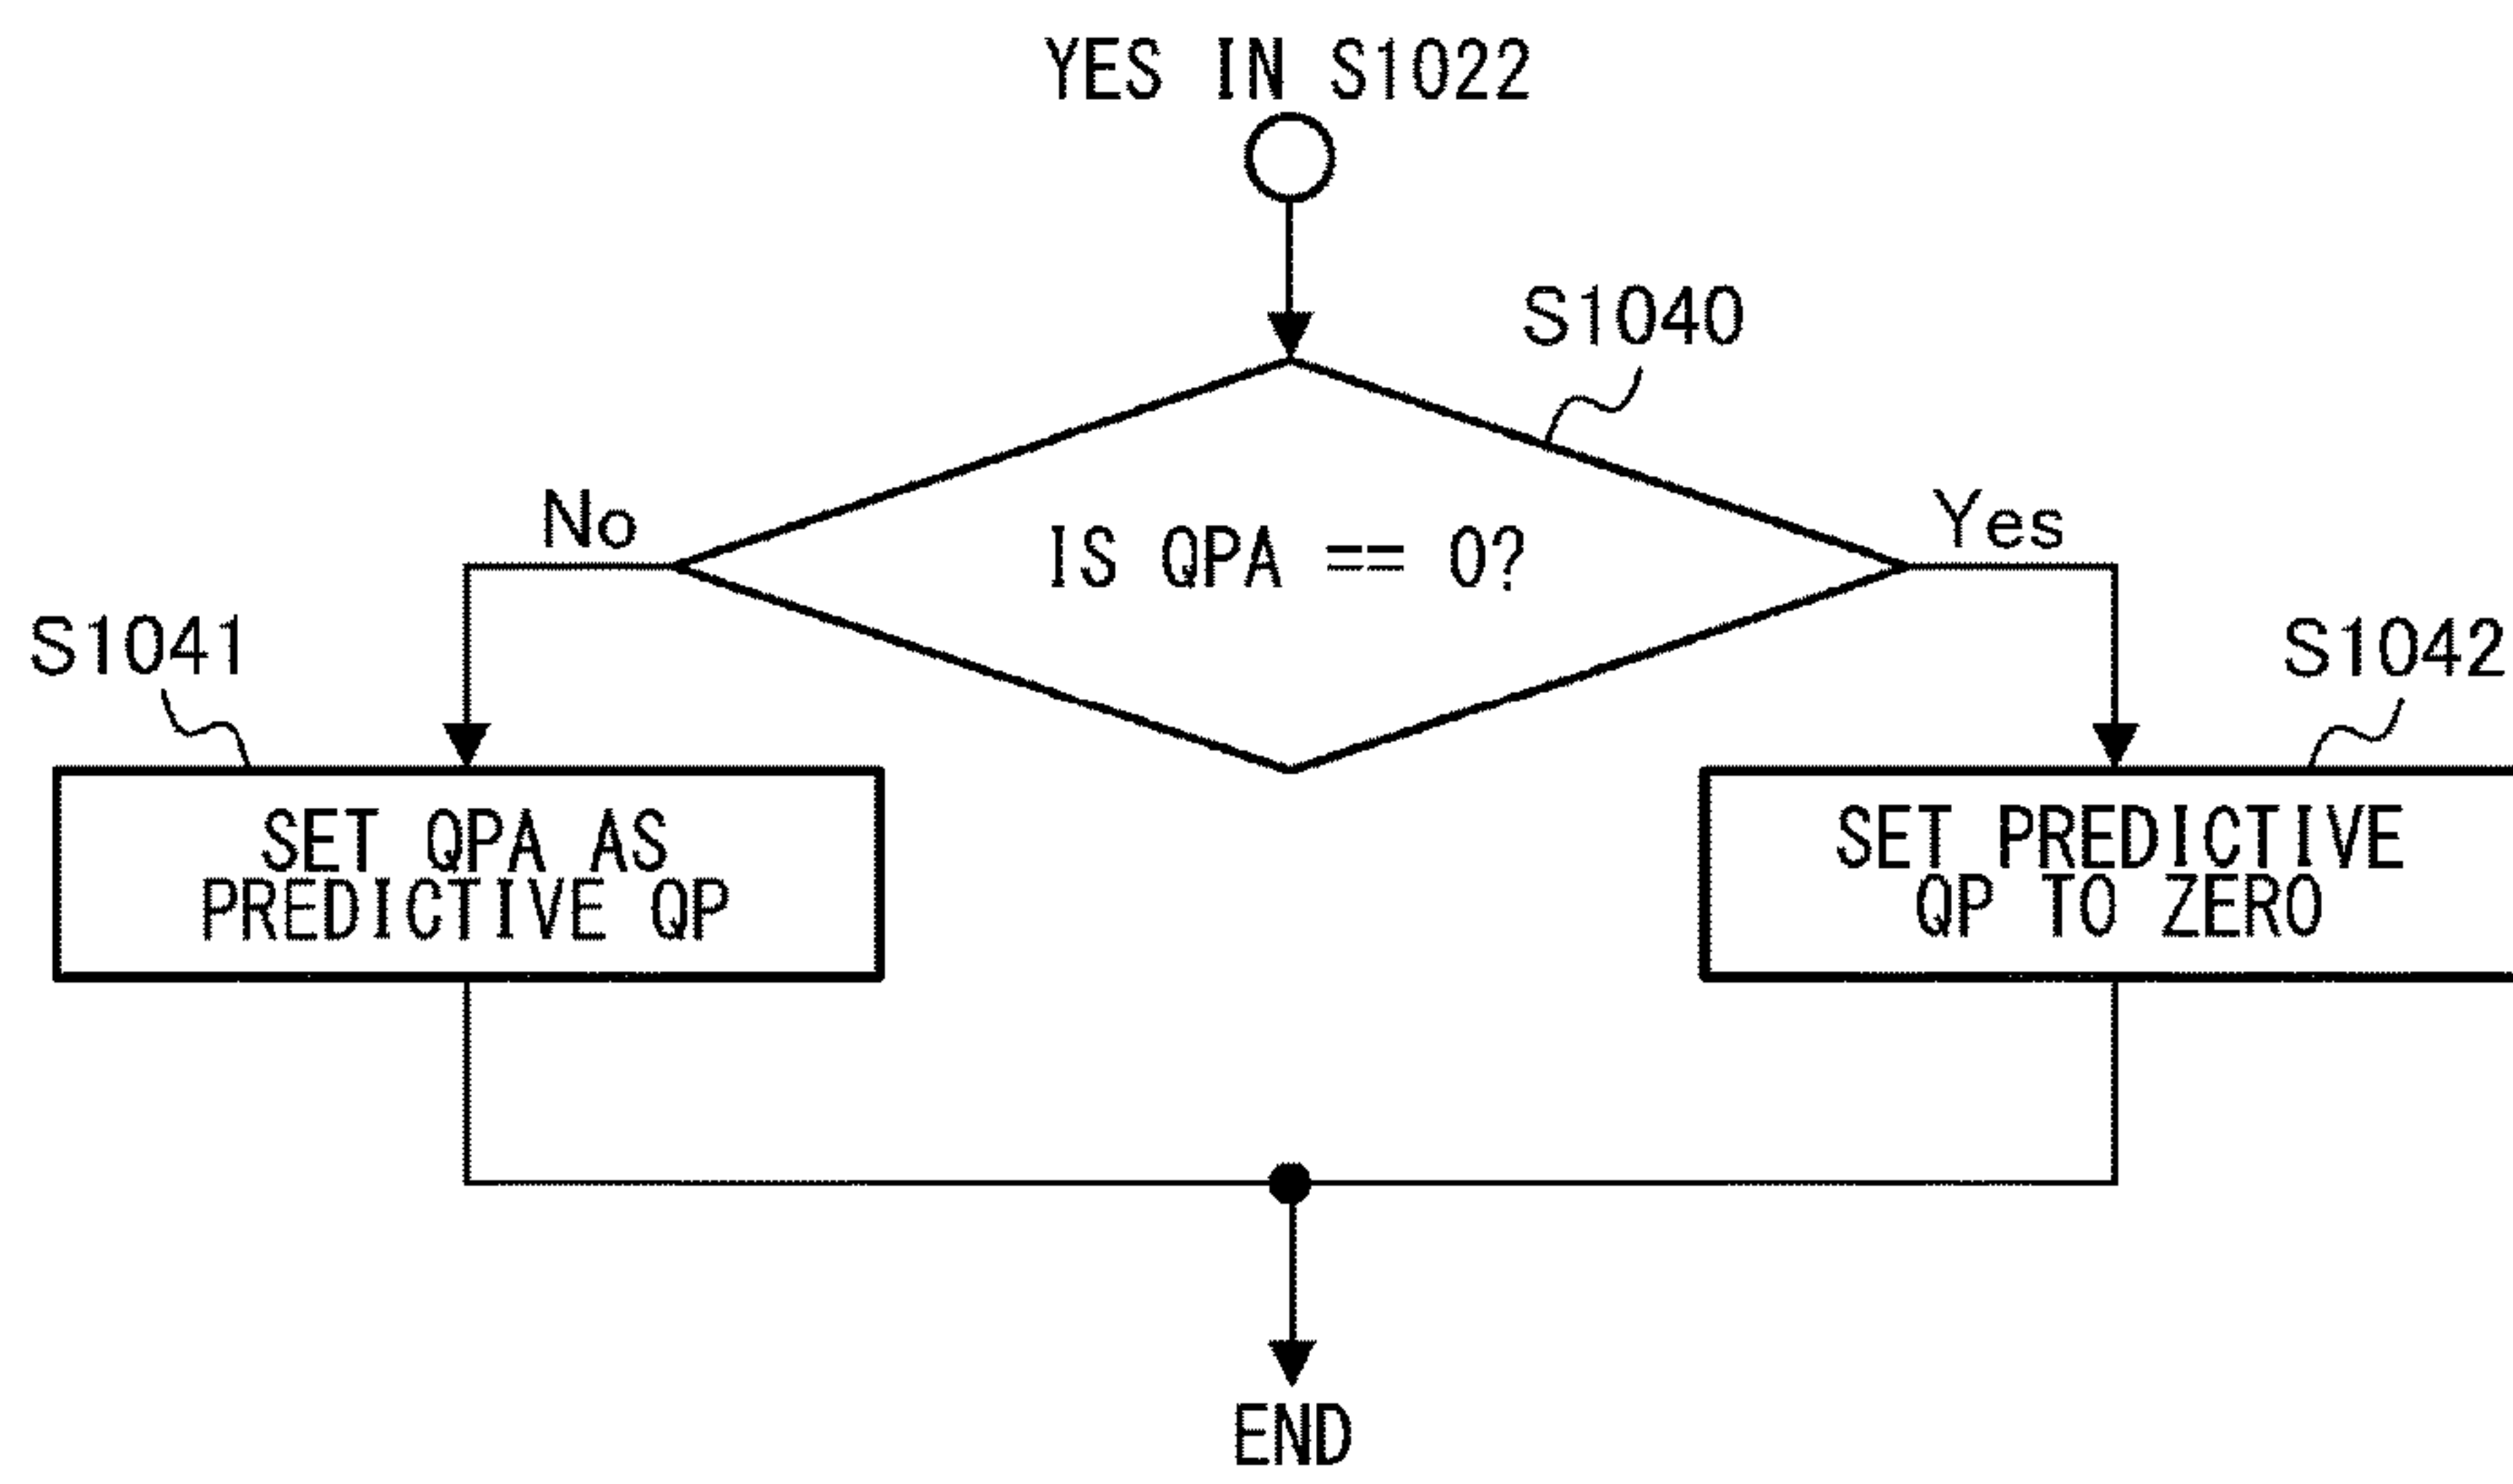 YES IN S1022
S1040
No
IS QPA == 0?
Yes
S1041
S1042
SET QPA AS
PREDICTIVE QP
SET PREDICTIVE
QP TO ZERO
END